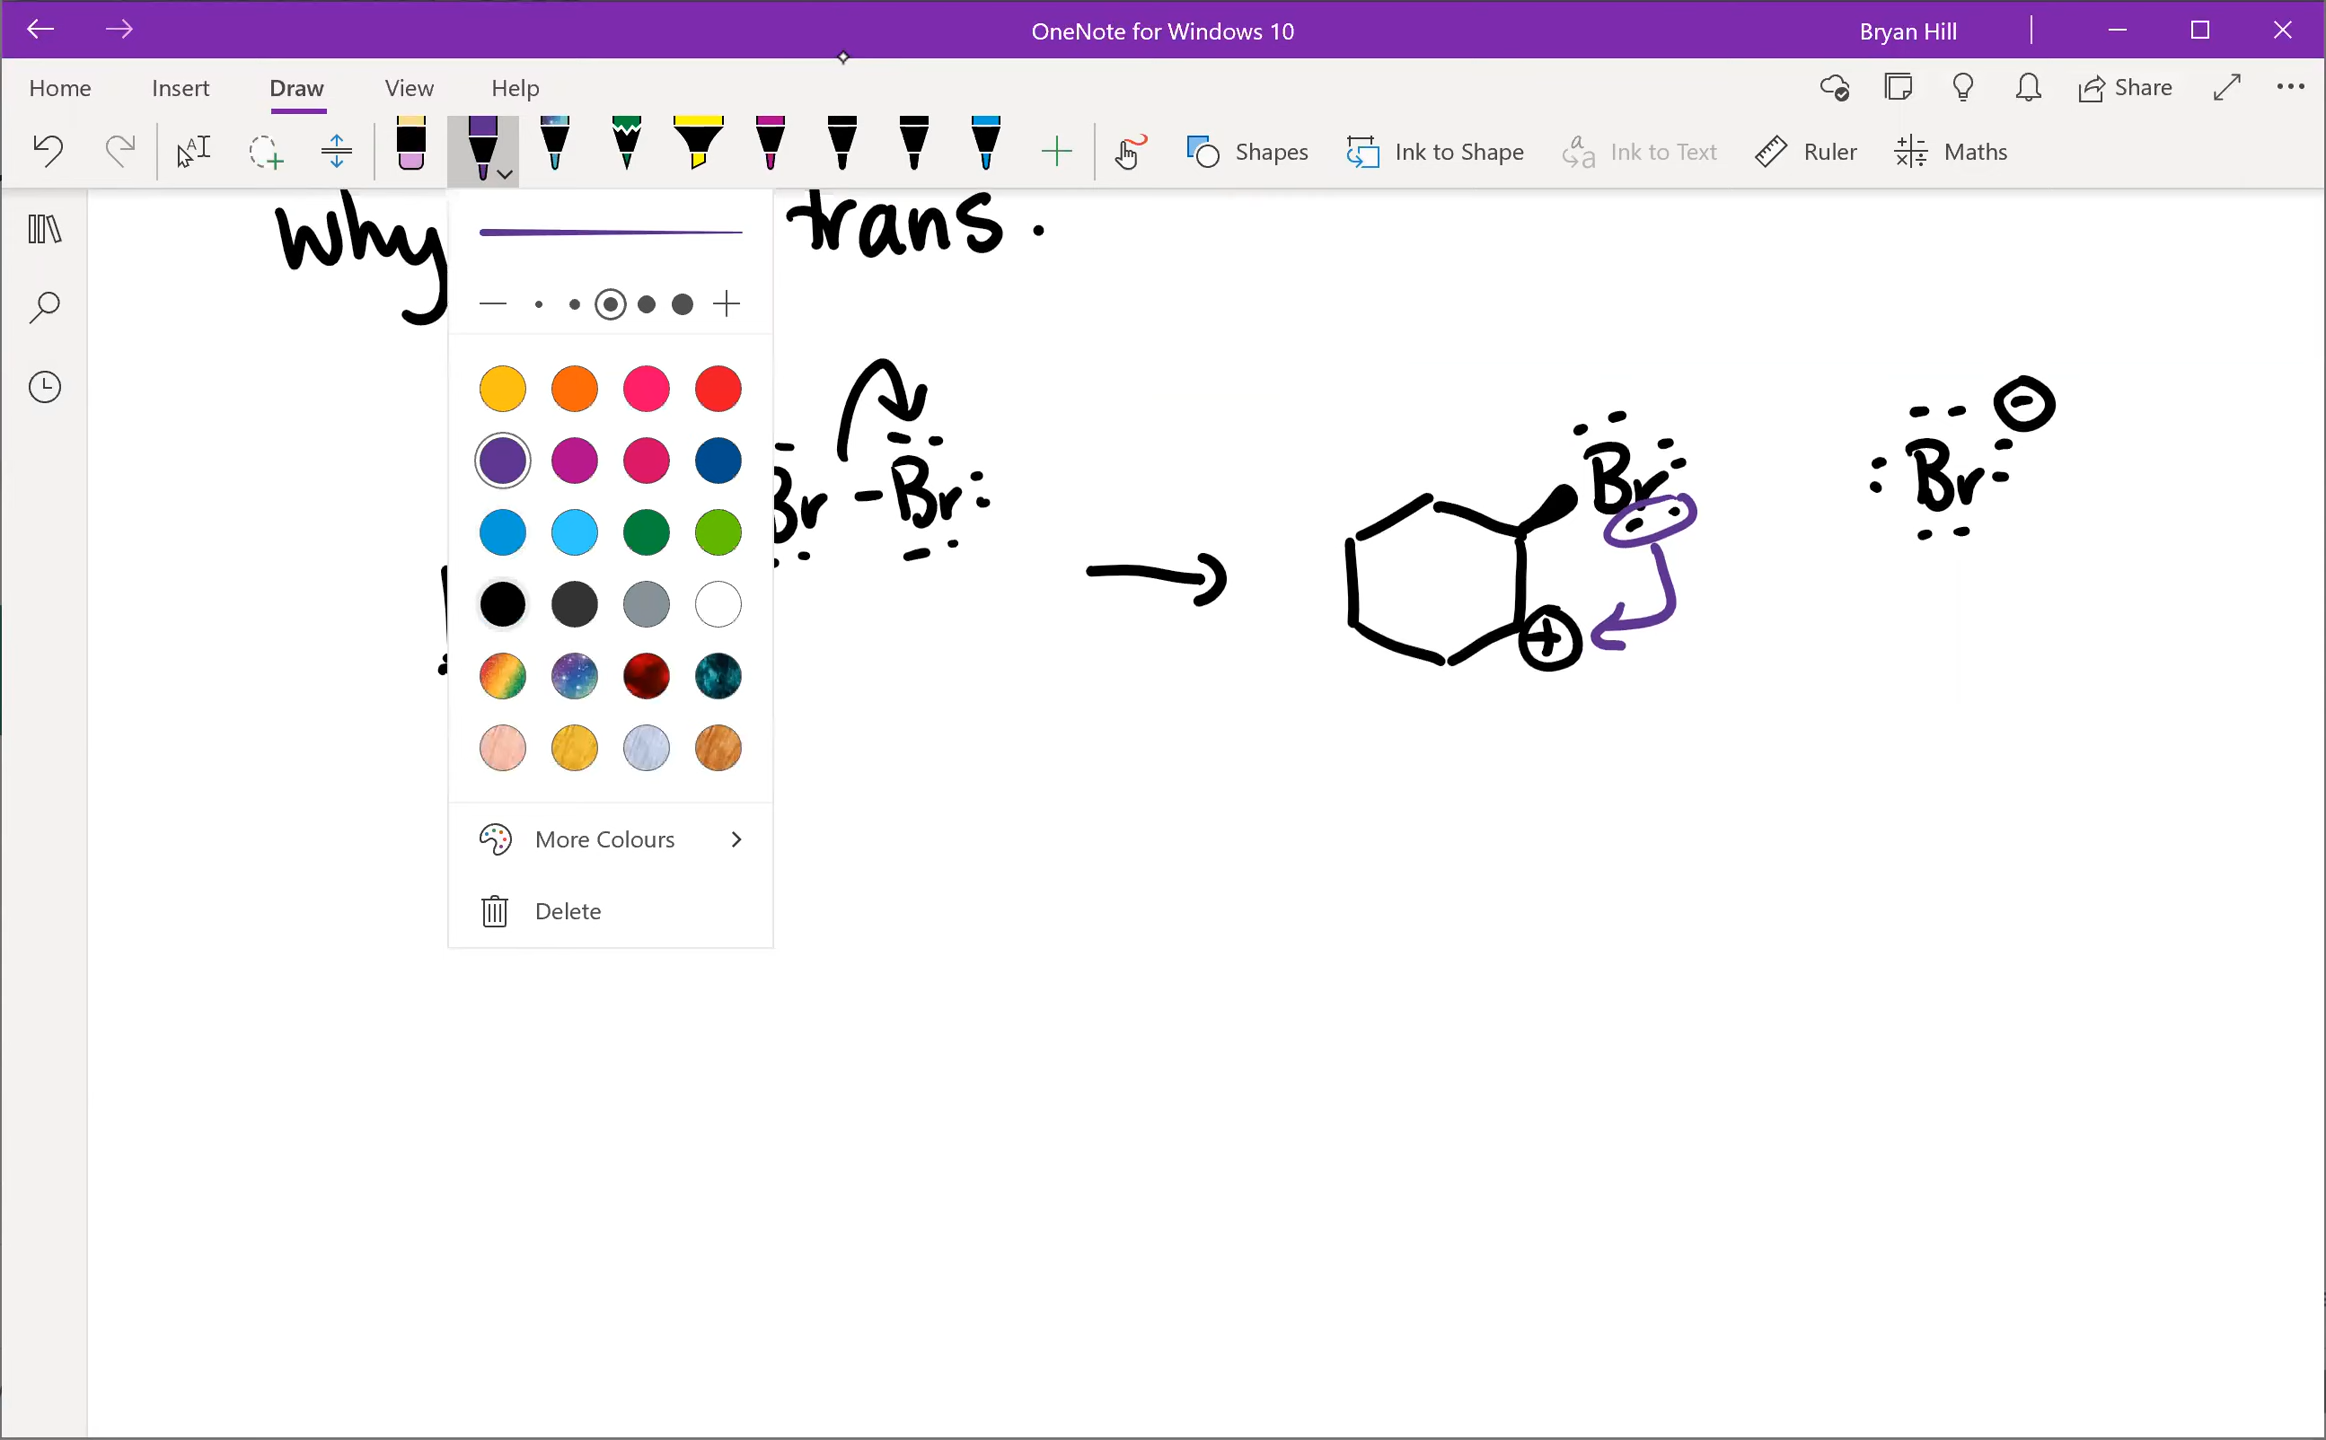 OneNote for Windows 10
Bryan Hill
Home Insert Draw View Help
Share
Shapes Ink to Shape Ink to Text Ruler Maths
why trans.
Br - Br
Br
Br
More Colours
Delete